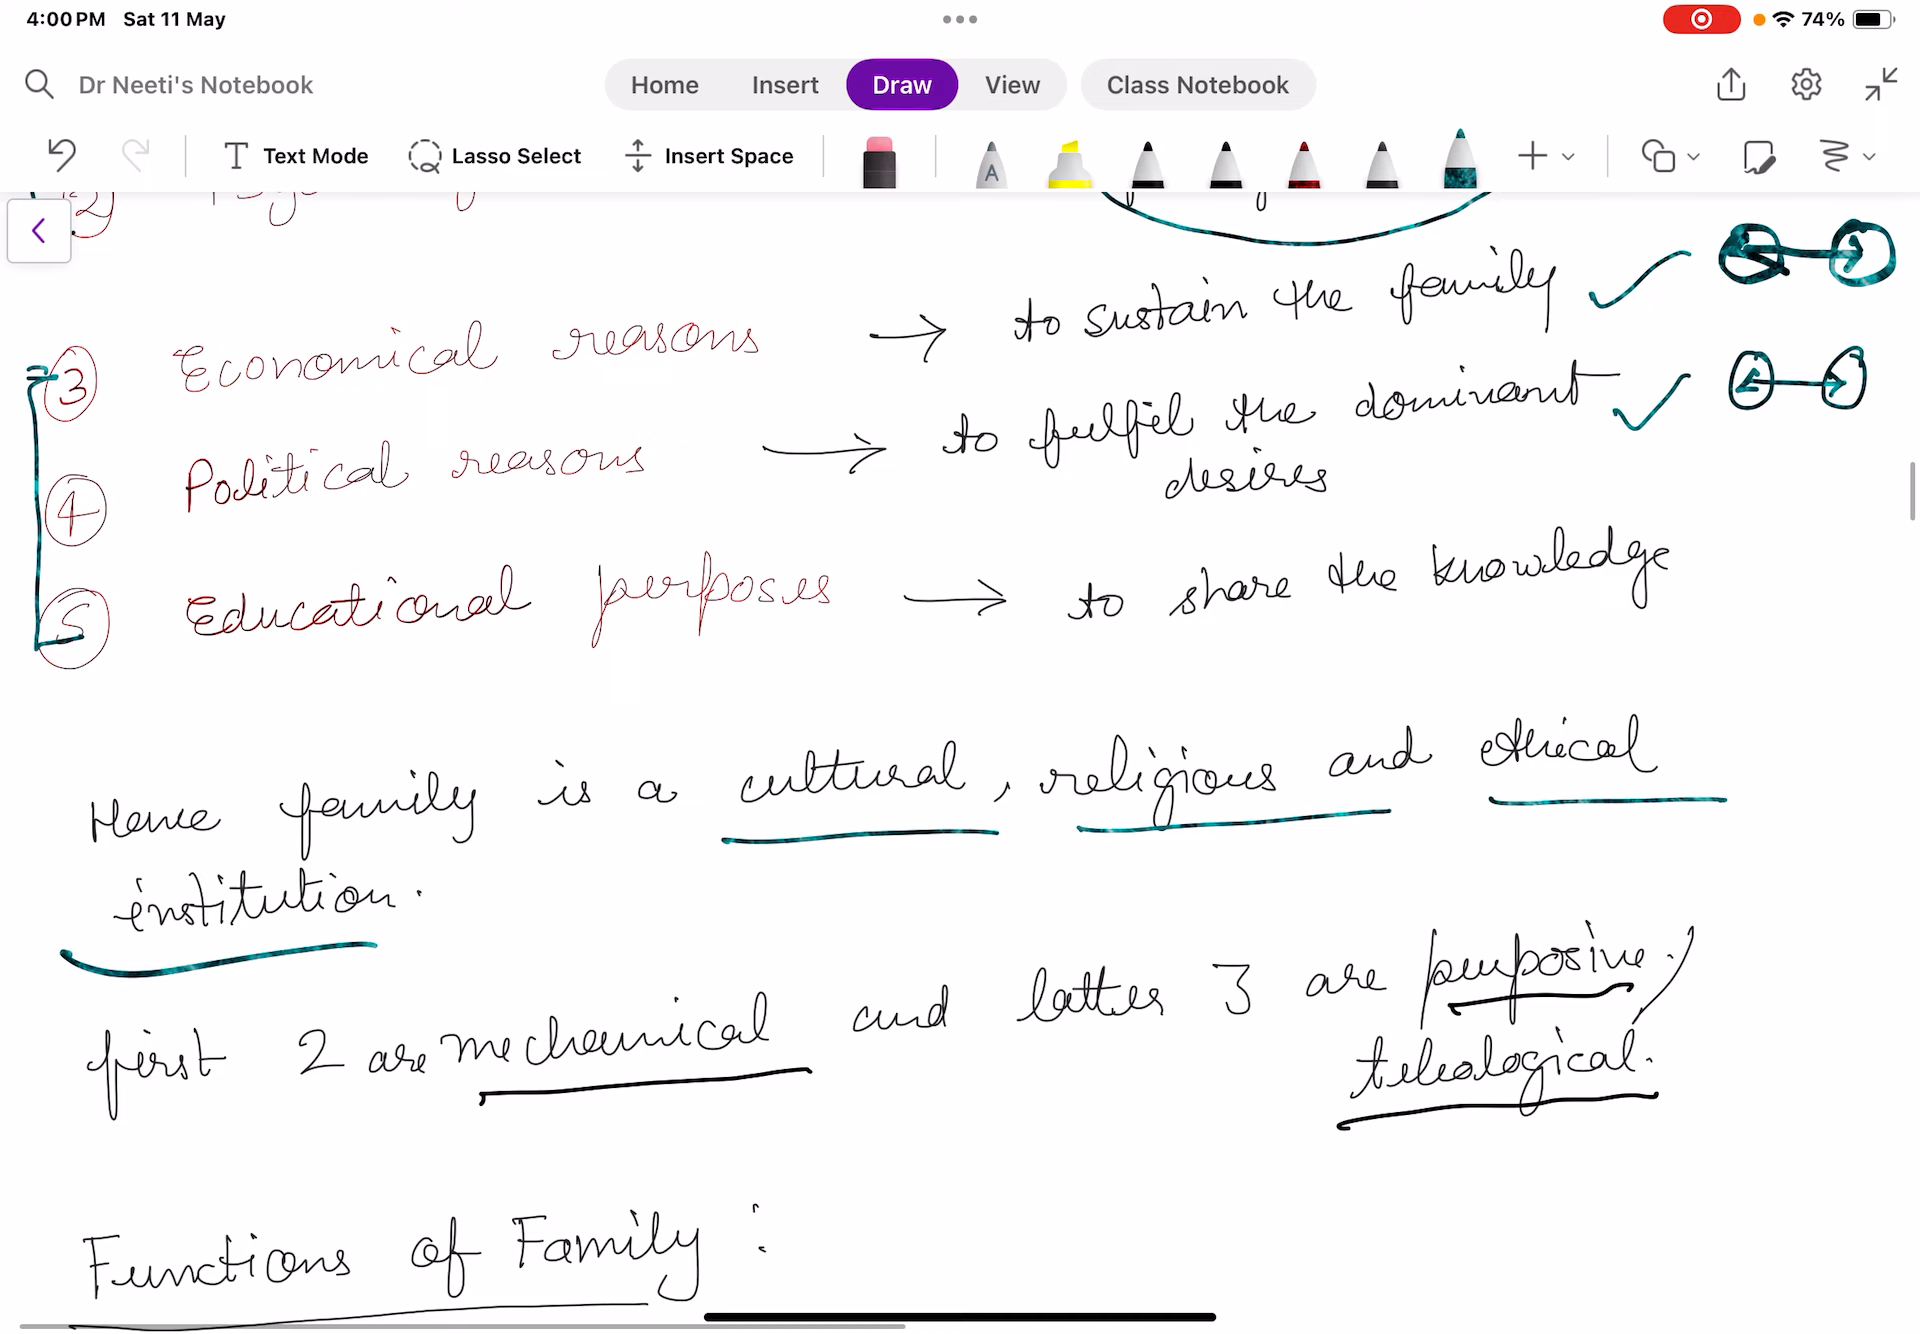 4:00 PM Sat 11 May
74%
Dr Neeti's Notebook
Home Insert Draw View Class Notebook
Text Mode Lasso Select Insert Space
A
2
3 Economical reasons → to sustain the family ✓
4 Political reasons → to fulfil the dominant ✓
desires
5 Educational purposes → to share the knowledge
Hence family is a cultural, religious and ethical
institution.
first 2 are mechanical and latter 3 are purposive /
teleological.
Functions of Family :